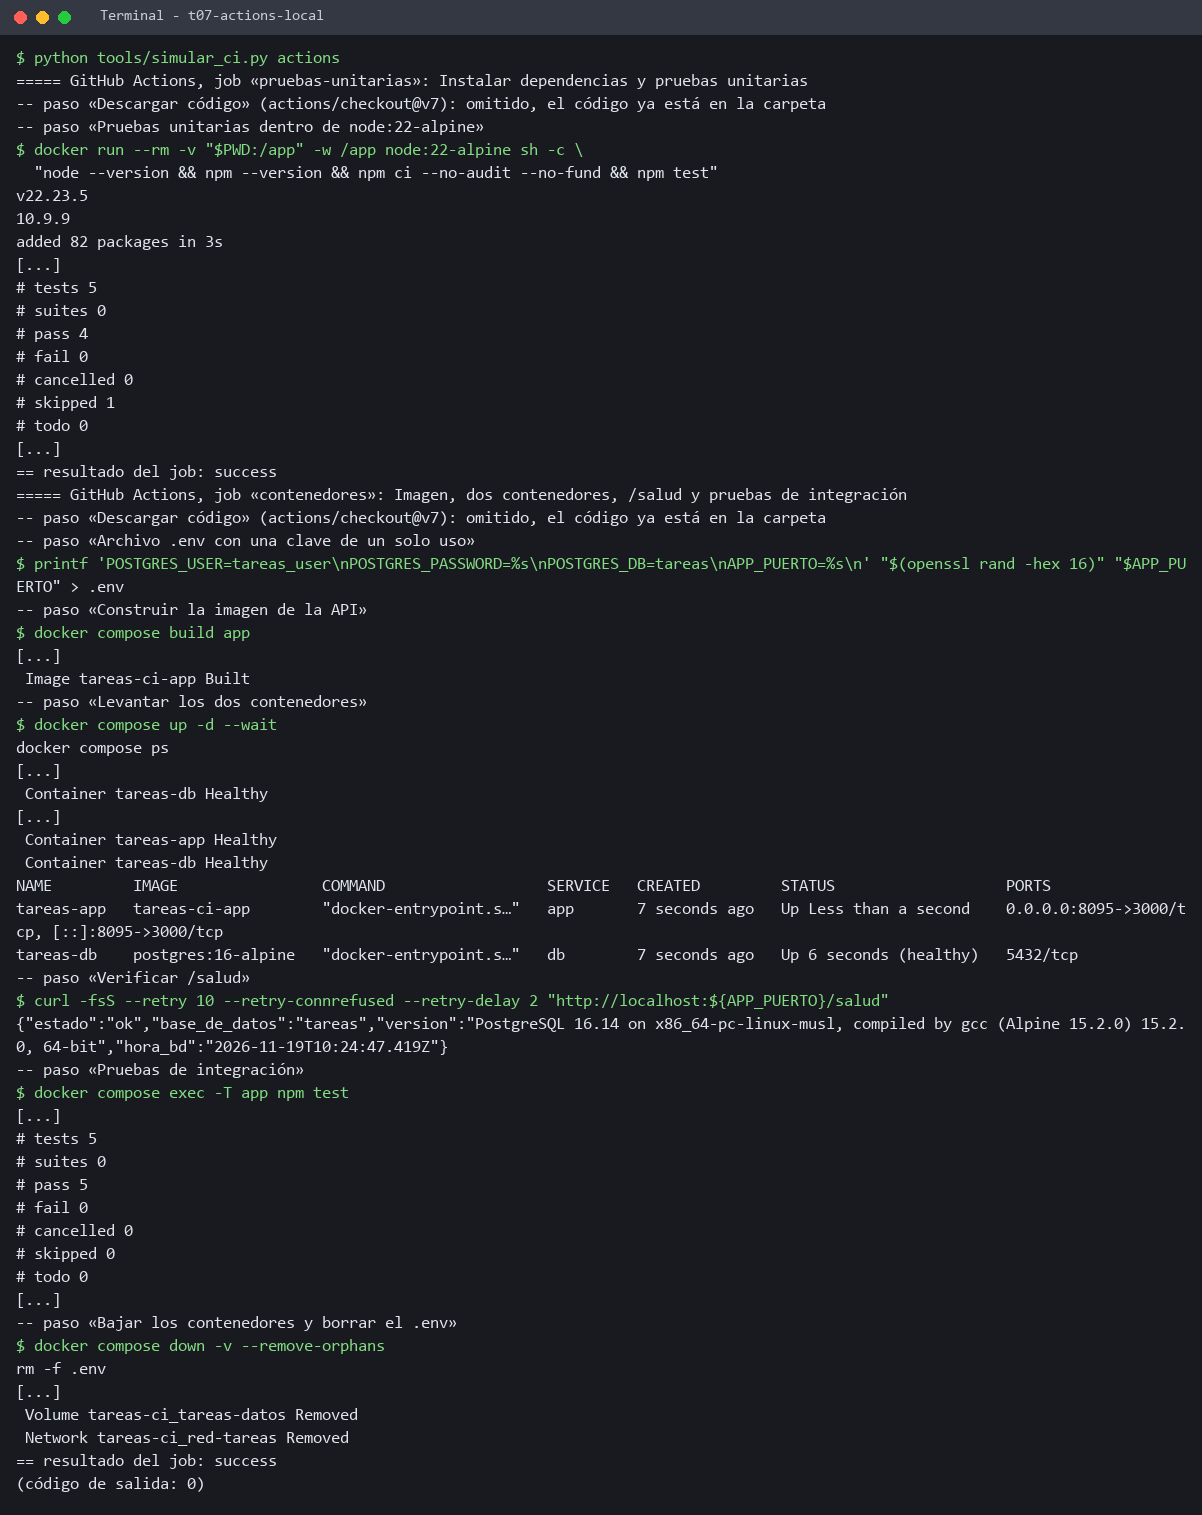 Terminal - t07-actions-local
$ python tools/simular_ci.py actions
===== GitHub Actions, job «pruebas-unitarias»: Instalar dependencias y pruebas unitarias
-- paso «Descargar código» (actions/checkout@v7): omitido, el código ya está en la carpeta
-- paso «Pruebas unitarias dentro de node:22-alpine»
$ docker run --rm -v "$PWD:/app" -w /app node:22-alpine sh -c \
  "node --version && npm --version && npm ci --no-audit --no-fund && npm test"
v22.23.5
10.9.9
added 82 packages in 3s
[...]
# tests 5
# suites 0
# pass 4
# fail 0
# cancelled 0
# skipped 1
# todo 0
[...]
== resultado del job: success
===== GitHub Actions, job «contenedores»: Imagen, dos contenedores, /salud y pruebas de integración
-- paso «Descargar código» (actions/checkout@v7): omitido, el código ya está en la carpeta
-- paso «Archivo .env con una clave de un solo uso»
$ printf 'POSTGRES_USER=tareas_user\nPOSTGRES_PASSWORD=%s\nPOSTGRES_DB=tareas\nAPP_PUERTO=%s\n' "$(openssl rand -hex 16)" "$APP_PU
ERTO" > .env
-- paso «Construir la imagen de la API»
$ docker compose build app
[...]
 Image tareas-ci-app Built
-- paso «Levantar los dos contenedores»
$ docker compose up -d --wait
docker compose ps
[...]
 Container tareas-db Healthy
[...]
 Container tareas-app Healthy
 Container tareas-db Healthy
NAME         IMAGE                COMMAND                  SERVICE   CREATED         STATUS                   PORTS
tareas-app   tareas-ci-app        "docker-entrypoint.s…"   app       7 seconds ago   Up Less than a second    0.0.0.0:8095->3000/t
cp, [::]:8095->3000/tcp
tareas-db    postgres:16-alpine   "docker-entrypoint.s…"   db        7 seconds ago   Up 6 seconds (healthy)   5432/tcp
-- paso «Verificar /salud»
$ curl -fsS --retry 10 --retry-connrefused --retry-delay 2 "http://localhost:${APP_PUERTO}/salud"
{"estado":"ok","base_de_datos":"tareas","version":"PostgreSQL 16.14 on x86_64-pc-linux-musl, compiled by gcc (Alpine 15.2.0) 15.2.
0, 64-bit","hora_bd":"2026-11-19T10:24:47.419Z"}
-- paso «Pruebas de integración»
$ docker compose exec -T app npm test
[...]
# tests 5
# suites 0
# pass 5
# fail 0
# cancelled 0
# skipped 0
# todo 0
[...]
-- paso «Bajar los contenedores y borrar el .env»
$ docker compose down -v --remove-orphans
rm -f .env
[...]
 Volume tareas-ci_tareas-datos Removed
 Network tareas-ci_red-tareas Removed
== resultado del job: success
(código de salida: 0)